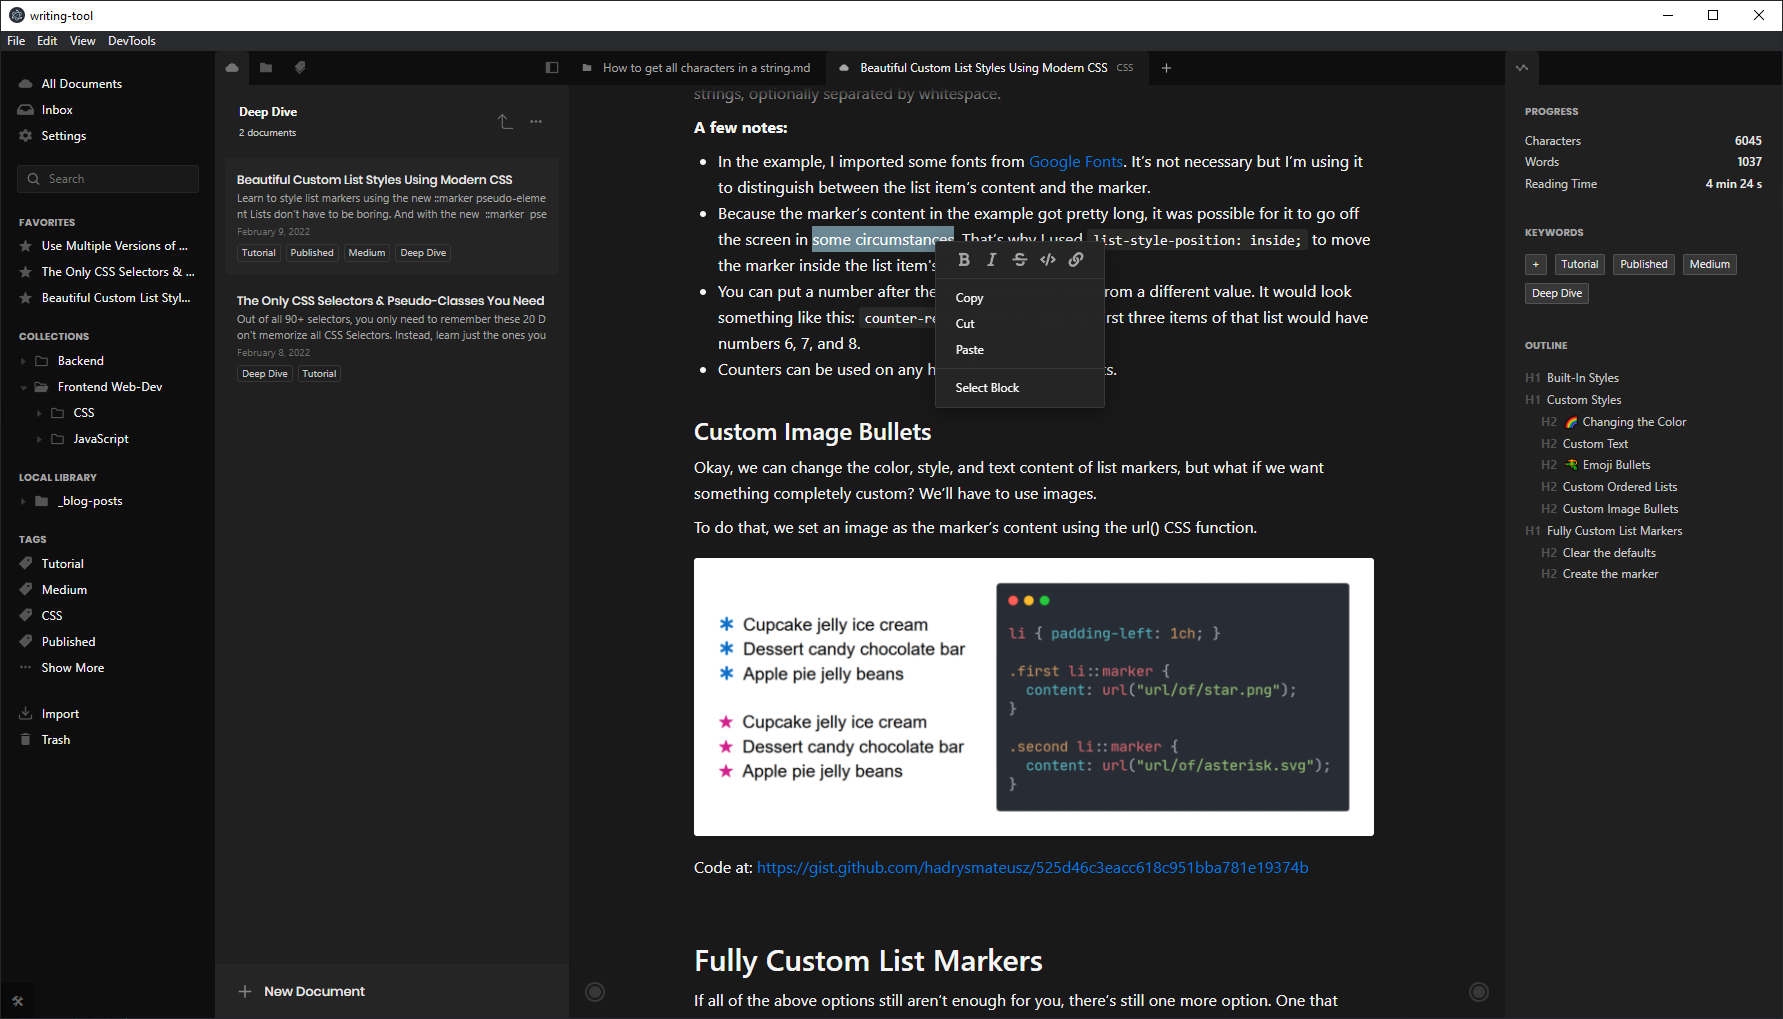 writing-tool
File Edit View DevTools
All Documents
Inbox
Settings
Search
FAVORITES
Use Multiple Versions of ...
The Only CSS Selectors & ...
Beautiful Custom List Styl...
COLLECTIONS
Backend
Frontend Web-Dev
CSS
JavaScript
LOCAL LIBRARY
_blog-posts
TAGS
Tutorial
Medium
CSS
Published
Show More
Import
Trash
Deep Dive
2 documents
Beautiful Custom List Styles Using Modern CSS
Learn to style list markers using the new ::marker pseudo-eleme
nt Lists don't have to be boring. And with the new ::marker pse
February 9, 2022
Tutorial Published Medium Deep Dive
The Only CSS Selectors & Pseudo-Classes You Need
Out of all 90+ selectors, you only need to remember these 20 D
on't memorize all CSS Selectors. Instead, learn just the ones you
February 8, 2022
Deep Dive Tutorial
+ New Document
How to get all characters in a string.md
Beautiful Custom List Styles Using Modern CSS CSS
+
strings, optionally separated by whitespace.
A few notes:
• In the example, I imported some fonts from Google Fonts. It's not necessary but I'm using it
to distinguish between the list item's content and the marker.
• Because the marker's content in the example got pretty long, it was possible for it to go off
the screen in some circumstances. That's why I used list-style-position: inside; to move
the marker inside the list item's
• You can put a number after the rom a different value. It would look
something like this: counter-re rst three items of that list would have
numbers 6, 7, and 8.
• Counters can be used on any h ts.
B I S </>
Copy
Cut
Paste
Select Block
Custom Image Bullets
Okay, we can change the color, style, and text content of list markers, but what if we want
something completely custom? We'll have to use images.
To do that, we set an image as the marker's content using the url() CSS function.
Cupcake jelly ice cream
Dessert candy chocolate bar
Apple pie jelly beans
Cupcake jelly ice cream
Dessert candy chocolate bar
Apple pie jelly beans
li { padding-left: 1ch; }
.first li::marker {
content: url("url/of/star.png");
}
.second li::marker {
content: url("url/of/asterisk.svg");
}
Code at: https://gist.github.com/hadrysmateusz/525d46c3eacc618c951bba781e19374b
Fully Custom List Markers
If all of the above options still aren't enough for you, there's still one more option. One that
PROGRESS
Characters 6045
Words 1037
Reading Time 4 min 24 s
KEYWORDS
+ Tutorial Published Medium
Deep Dive
OUTLINE
H1 Built-In Styles
H1 Custom Styles
H2 🌈 Changing the Color
H2 Custom Text
H2 🔫 Emoji Bullets
H2 Custom Ordered Lists
H2 Custom Image Bullets
H1 Fully Custom List Markers
H2 Clear the defaults
H2 Create the marker